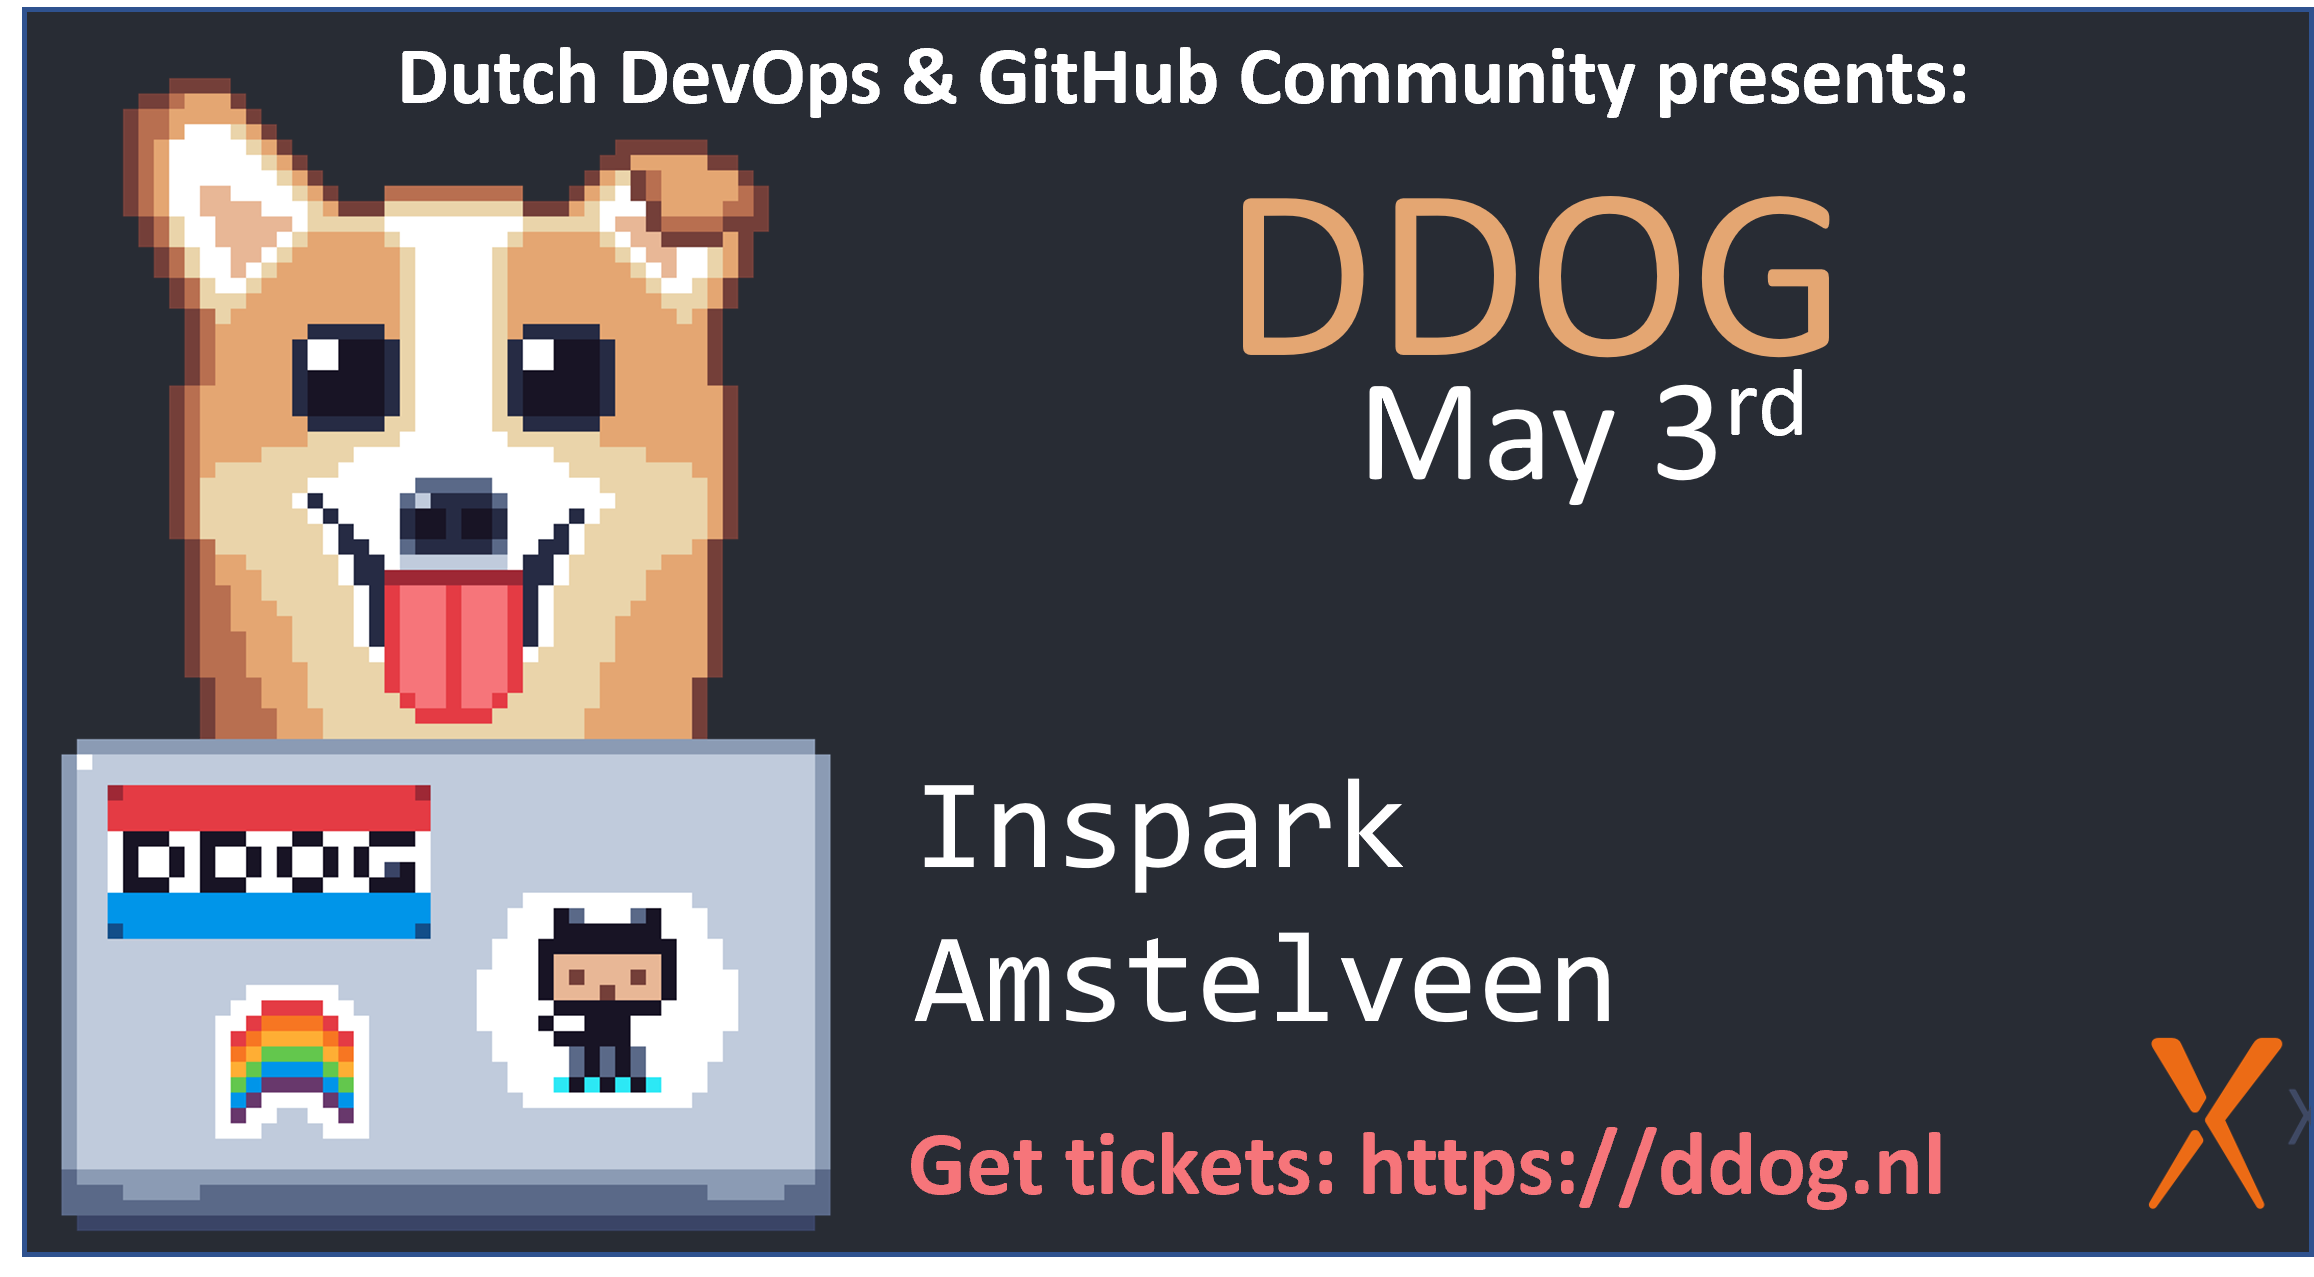 Dutch DevOps & GitHub Community presents:
DDOG
May 3rd
DDOG
Inspark
Amstelveen
Get tickets: https://ddog.nl
X